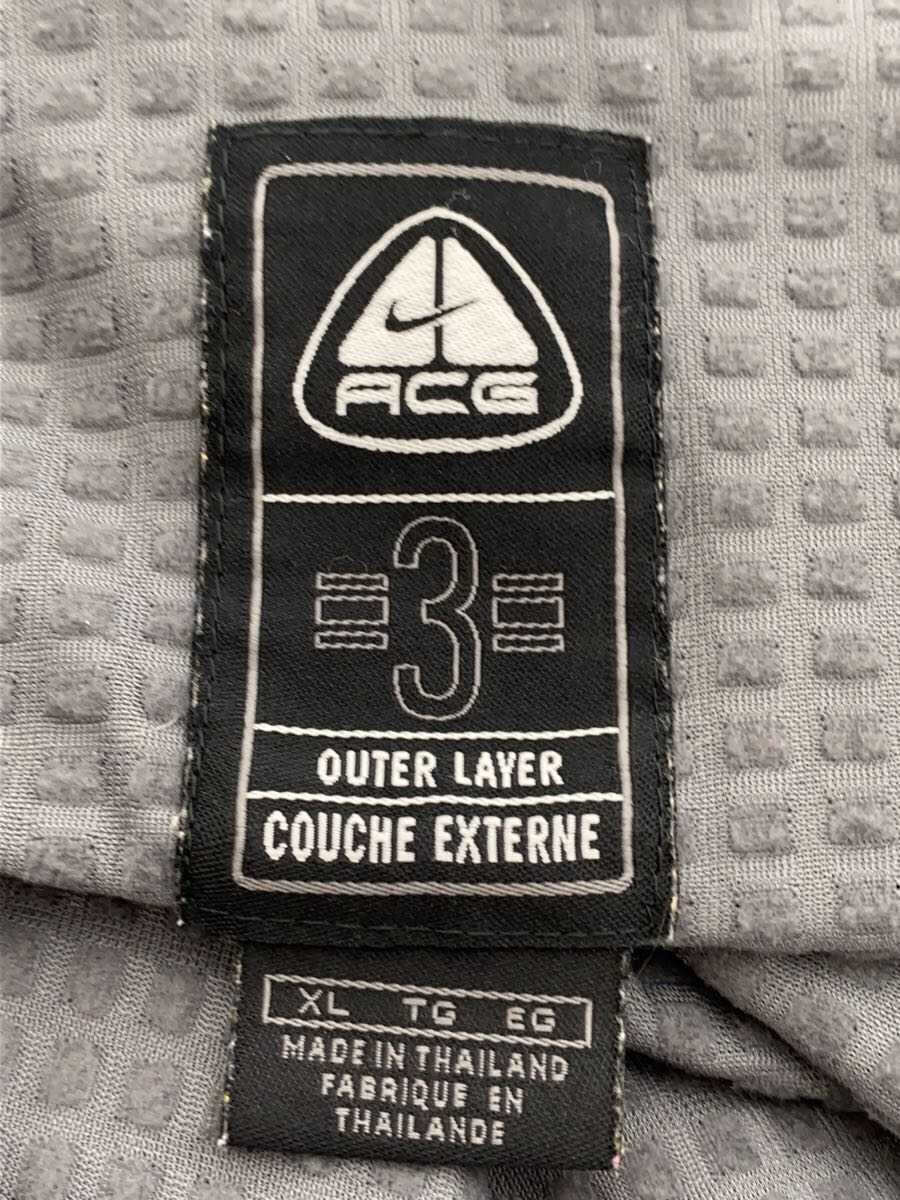 ACG
3
OUTER LAYER
COUCHE EXTERNE
XL TG EG
MADE IN THAILAND
FABRIQUE EN
THAILANDE